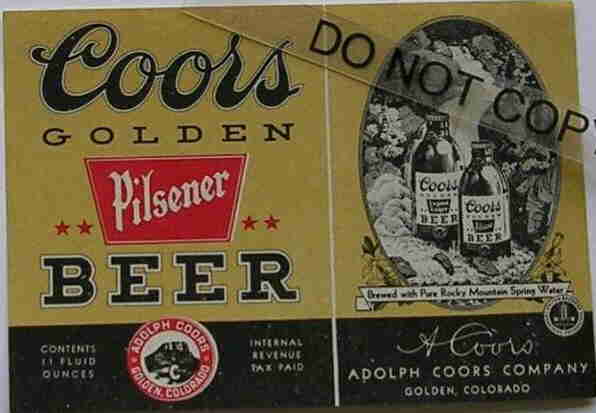 Coors
GOLDEN
Pilsener
BEER
CONTENTS
11 FLUID
OUNCES
ADOLPH COORS
GOLDEN, COLORADO
INTERNAL
REVENUE
TAX PAID
DO NOT COPY
Coors
BEER
Coors
GOLDEN
BEER
Brewed with Pure Rocky Mountain Spring Water
A Coors
ADOLPH COORS COMPANY
GOLDEN, COLORADO